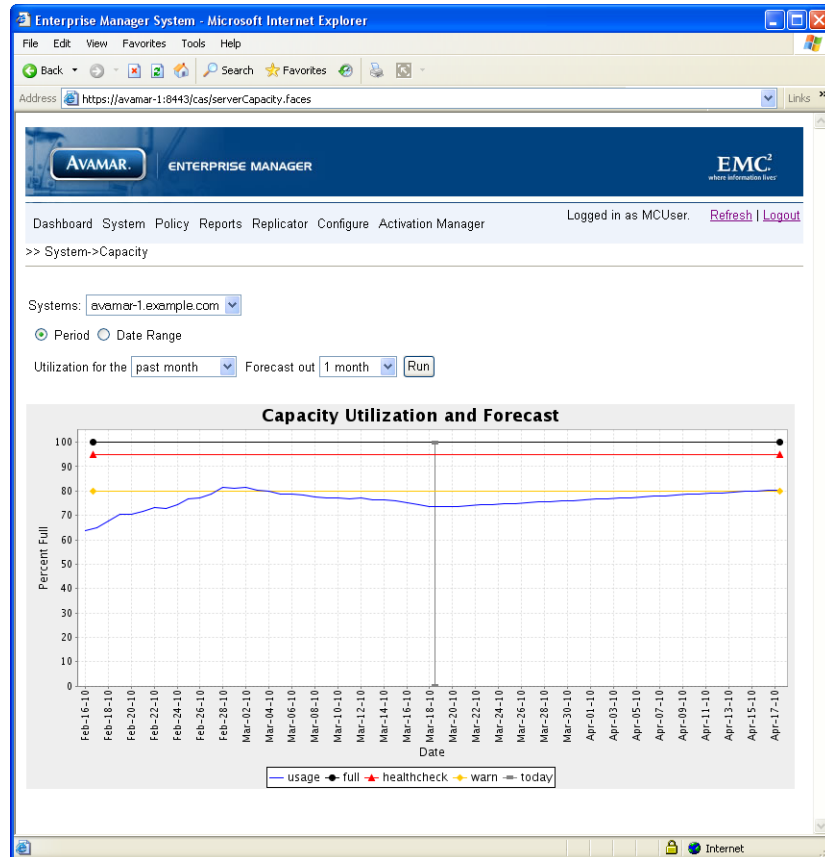 Enterprise Manager System - Microsoft Internet Explorer
File Edit View Favorites Tools Help
Back Search Favorites
Address https://avamar-1:8443/cas/serverCapacity.faces Links »
AVAMAR. ENTERPRISE MANAGER EMC²
where information lives®
Dashboard System Policy Reports Replicator Configure Activation Manager Logged in as MCUser. Refresh | Logout
>> System->Capacity
Systems: avamar-1.example.com
Period Date Range
Utilization for the past month Forecast out 1 month Run
Capacity Utilization and Forecast
100
90
80
70
60
50
40
30
20
10
0
Percent Full
Feb-16-10
Feb-18-10
Feb-20-10
Feb-22-10
Feb-24-10
Feb-26-10
Feb-28-10
Mar-02-10
Mar-04-10
Mar-06-10
Mar-08-10
Mar-10-10
Mar-12-10
Mar-14-10
Mar-16-10
Mar-18-10
Mar-20-10
Mar-22-10
Mar-24-10
Mar-26-10
Mar-28-10
Mar-30-10
Apr-01-10
Apr-03-10
Apr-05-10
Apr-07-10
Apr-09-10
Apr-11-10
Apr-13-10
Apr-15-10
Apr-17-10
Date
usage full healthcheck warn today
Internet